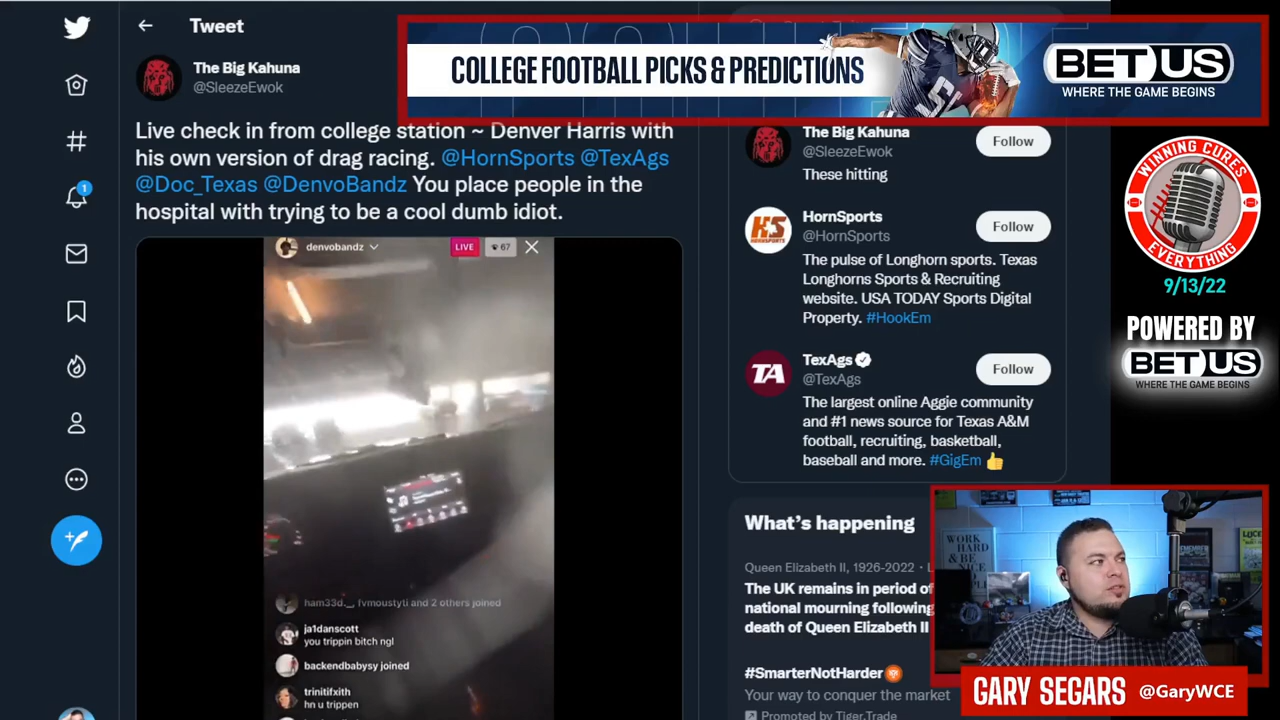 Tweet
The Big Kahuna
@SleezeEwok
COLLEGE FOOTBALL PICKS & PREDICTIONS
BETUS
WHERE THE GAME BEGINS
Live check in from college station ~ Denver Harris with
his own version of drag racing. @HornSports @TexAgs
@Doc_Texas @DenvoBandz You place people in the
hospital with trying to be a cool dumb idiot.
denvobandz
LIVE
67
ham33d._, fvmoustyti and 2 others joined
ja1danscott
you trippin bitch ngl
backendbabysy joined
trinitifxith
hn u trippen
1
The Big Kahuna
@SleezeEwok
These hitting
Follow
HornSports
@HornSports
Follow
The pulse of Longhorn sports. Texas
Longhorns Sports & Recruiting
website. USA TODAY Sports Digital
Property. #HookEm
TA
TexAgs
@TexAgs
Follow
The largest online Aggie community
and #1 news source for Texas A&M
football, recruiting, basketball,
baseball and more. #GigEm
What's happening
Queen Elizabeth II, 1926-2022
The UK remains in period of
national mourning following
death of Queen Elizabeth II
#SmarterNotHarder
Your way to conquer the market
Promoted by Tiger.Trade
WINNING CURES
EVERYTHING
9/13/22
POWERED BY
BETUS
WHERE THE GAME BEGINS
WORK
HARD &
BE
NICE
GARY SEGARS @GaryWCE